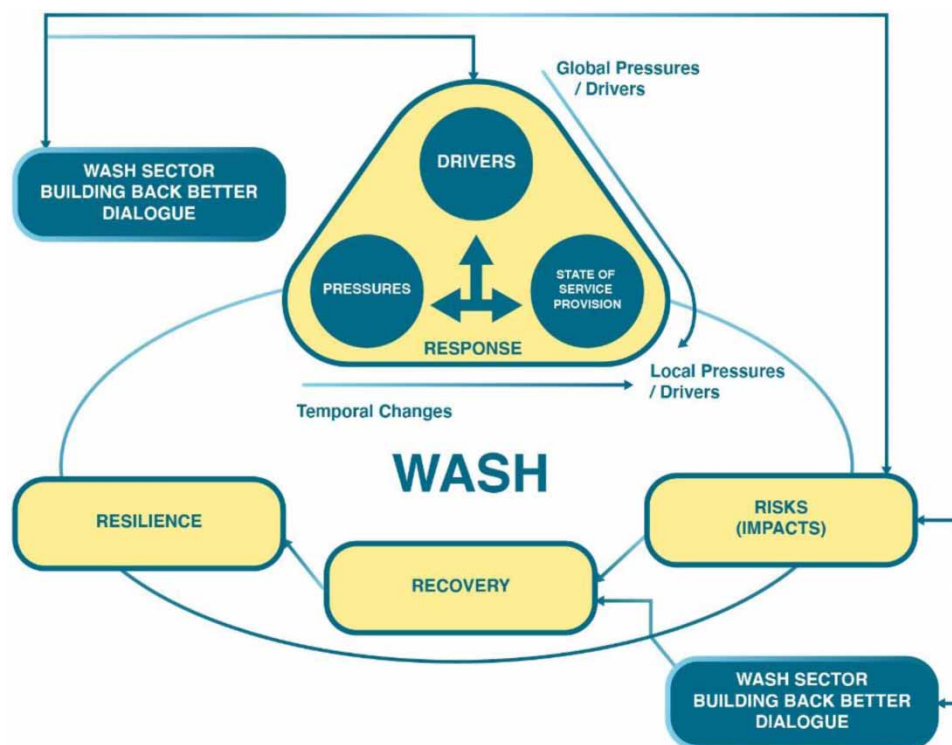 Global Pressures
/ Drivers
DRIVERS
WASH SECTOR
BUILDING BACK BETTER
DIALOGUE
PRESSURES
STATE OF
SERVICE
PROVISION
RESPONSE
Local Pressures
/ Drivers
Temporal Changes
WASH
RESILIENCE
RISKS
(IMPACTS)
RECOVERY
WASH SECTOR
BUILDING BACK BETTER
DIALOGUE